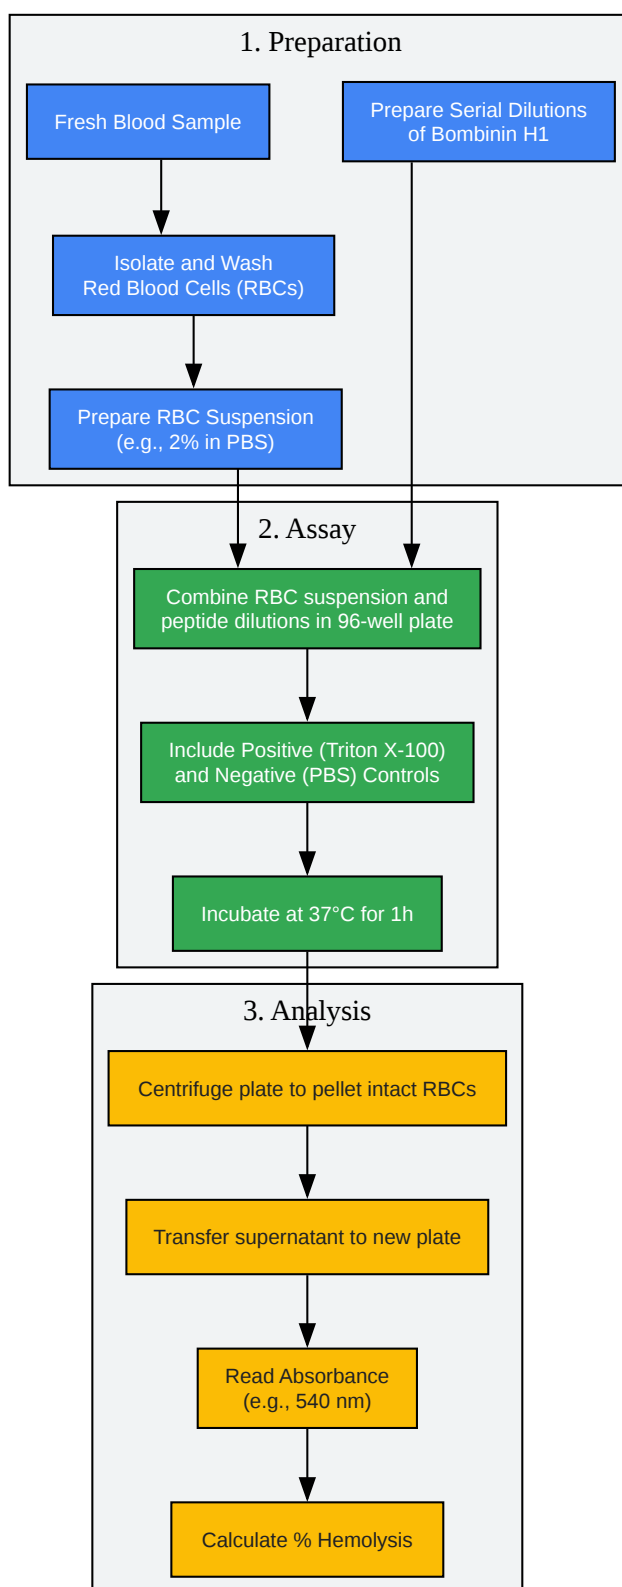 1. Preparation
Fresh Blood Sample
Prepare Serial Dilutions
of Bombinin H1
Isolate and Wash
Red Blood Cells (RBCs)
Prepare RBC Suspension
(e.g., 2% in PBS)
2. Assay
Combine RBC suspension and
peptide dilutions in 96-well plate
Include Positive (Triton X-100)
and Negative (PBS) Controls
Incubate at 37°C for 1h
3. Analysis
Centrifuge plate to pellet intact RBCs
Transfer supernatant to new plate
Read Absorbance
(e.g., 540 nm)
Calculate % Hemolysis